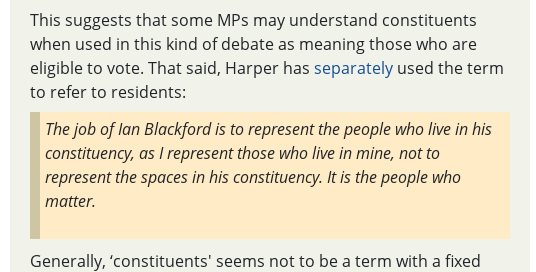 This suggests that some MPs may understand constituents
when used in this kind of debate as meaning those who are
eligible to vote. That said, Harper has separately used the term
to refer to residents:
The job of Ian Blackford is to represent the people who live in his
constituency, as I represent those who live in mine, not to
represent the spaces in his constituency. It is the people who
matter.
Generally, ‘constituents' seems not to be a term with a fixed